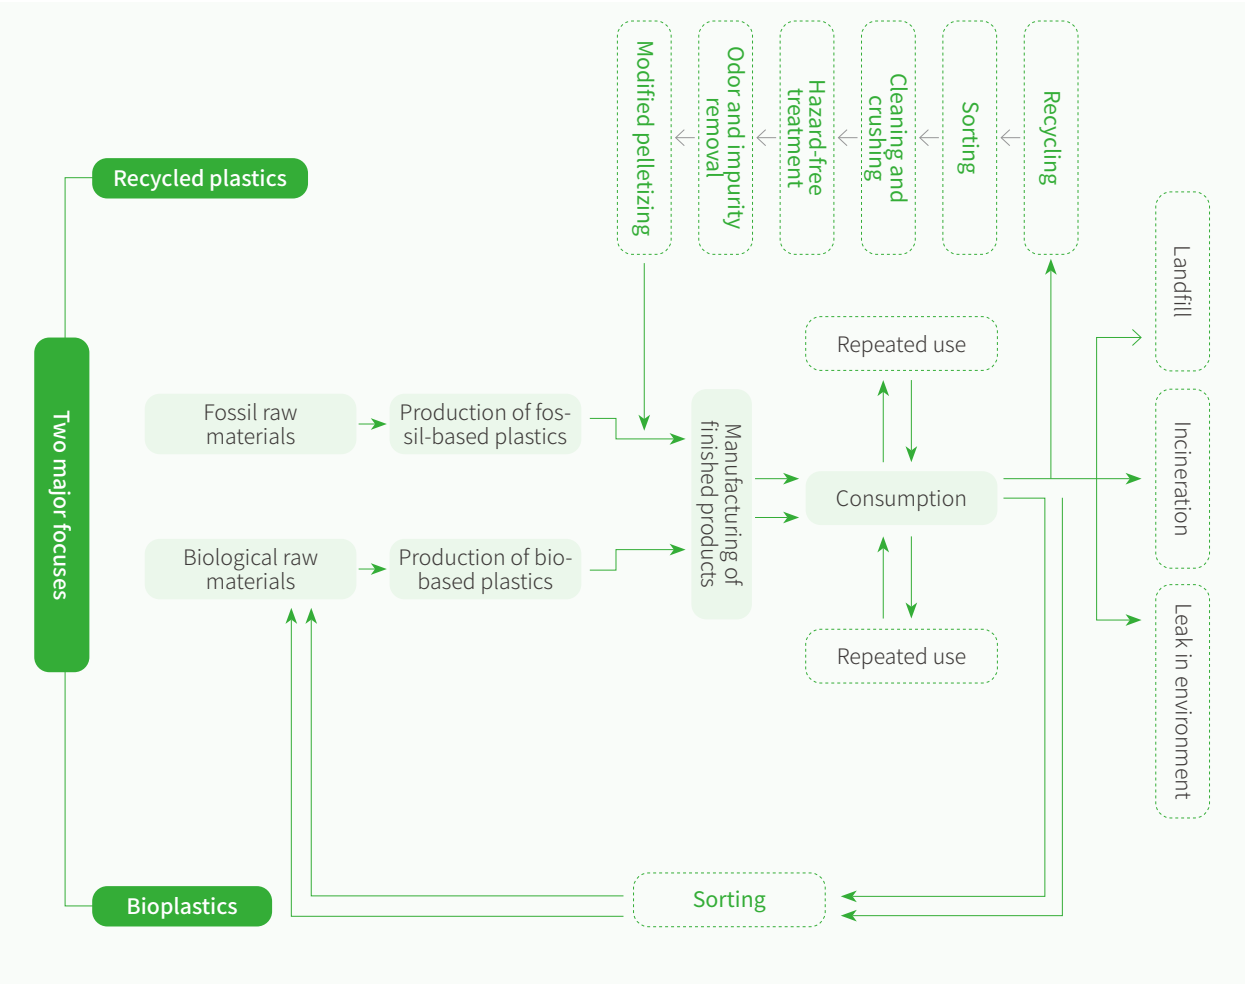 Modified pelletizing
Odor and impurity
removal
Hazard-free
treatment
Cleaning and
crushing
Sorting
Recycling
Recycled plastics
Landfill
Repeated use
Two major focuses
Fossil raw
materials
Production of fos-
sil-based plastics
Manufacturing of
finished products
Consumption
Incineration
Biological raw
materials
Production of bio-
based plastics
Repeated use
Leak in environment
Bioplastics
Sorting